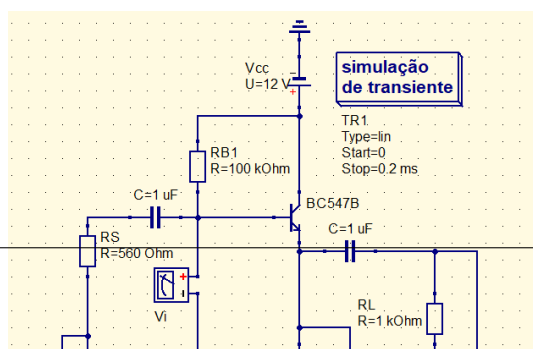 Vcc
U=12 V
simulação
de transiente
TR1
Type=lin
Start=0
Stop=0.2 ms
RB1
R=100 kOhm
C=1 uF
BC547B
C=1 uF
RS
R=560 Ohm
Vi
RL
R=1 kOhm